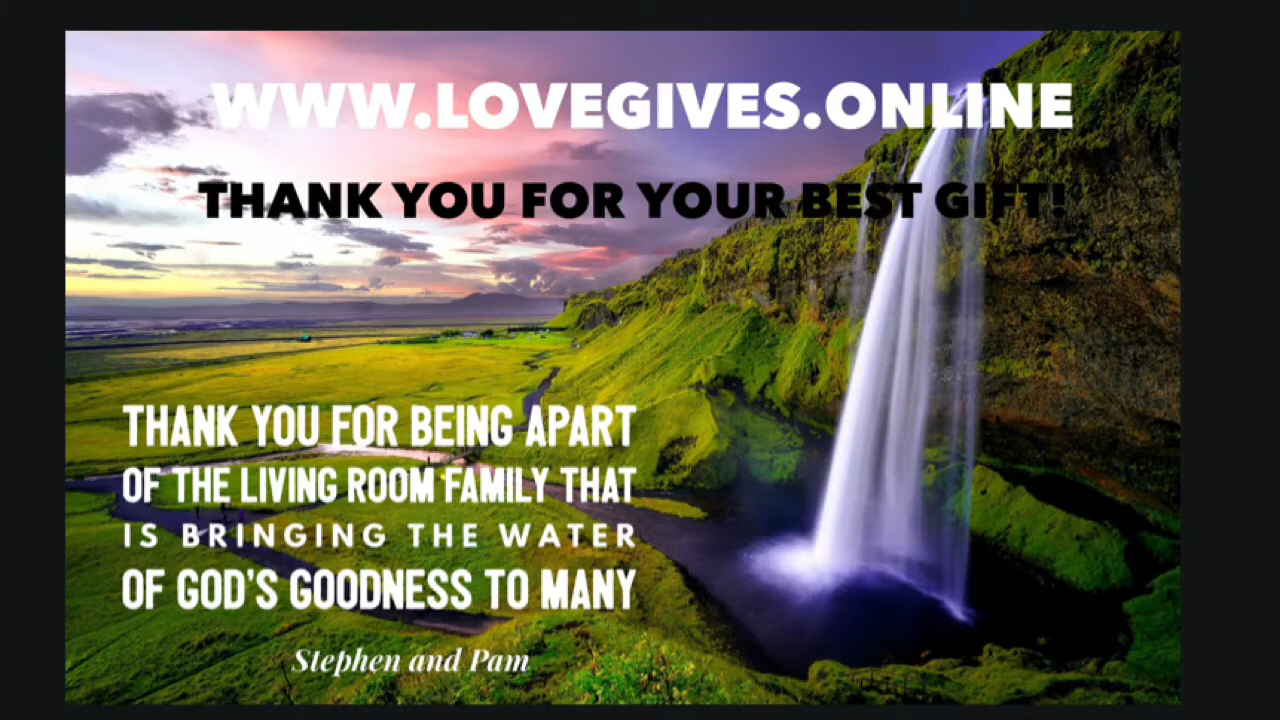 WWW.LOVEGIVES.ONLINE
THANK YOU FOR YOUR BEST GIFT!
THANK YOU FOR BEING APART
OF THE LIVING ROOM FAMILY THAT
IS BRINGING THE WATER
OF GOD'S GOODNESS TO MANY
Stephen and Pam